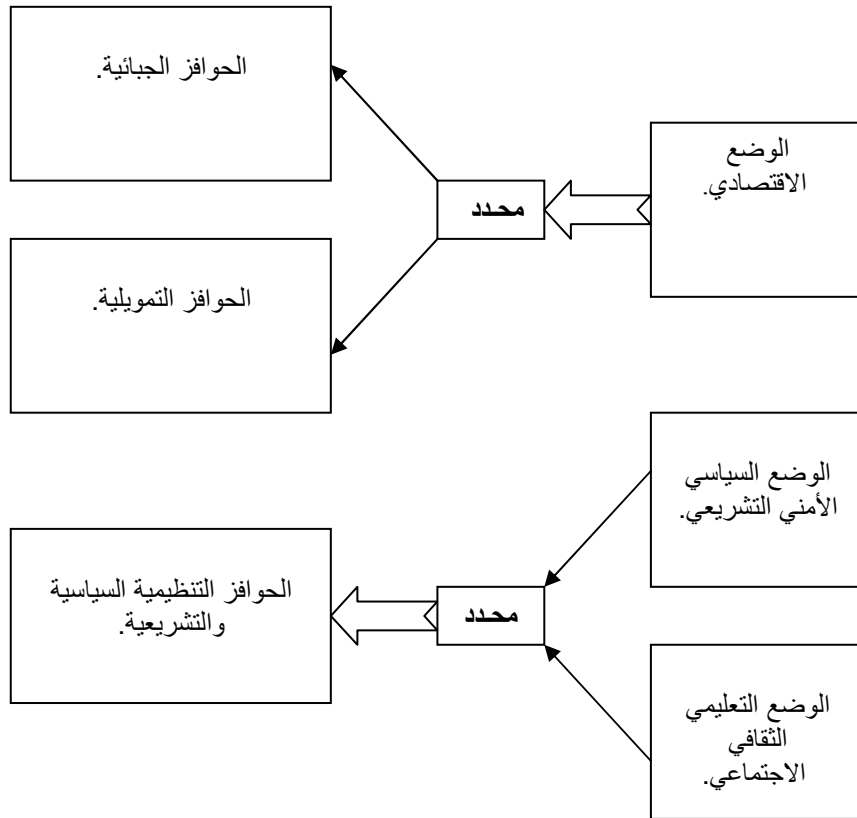 الحوافز الجبائية.
الوضع
الاقتصادي.
محدد
الحوافز التمويلية.
الوضع السياسي
الأمني التشريعي.
الحوافز التنظيمية السياسية
والتشريعية.
محدد
الوضع التعليمي
الثقافي
الاجتماعي.